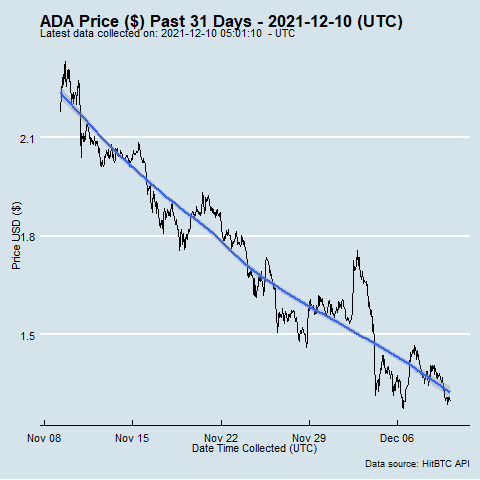 ADA Price ($) Past 31 Days - 2021-12-10 (UTC)
Latest data collected on: 2021-12-10 05:01:10  - UTC
2.1
1.8
1.5
Price USD ($)
Nov 08
Nov 15
Nov 22
Nov 29
Dec 06
Date Time Collected (UTC)
Data source: HitBTC API